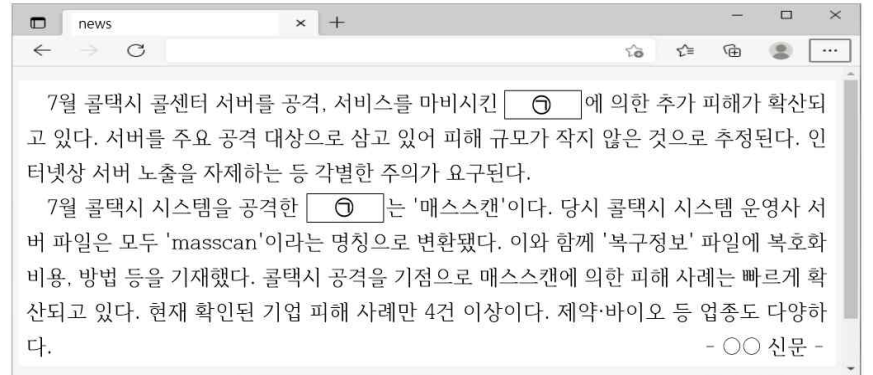 news
7월 콜택시 콜센터 서버를 공격, 서비스를 마비시킨 ㉠에 의한 추가 피해가 확산되
고 있다. 서버를 주요 공격 대상으로 삼고 있어 피해 규모가 작지 않은 것으로 추정된다. 인
터넷상 서버 노출을 자제하는 등 각별한 주의가 요구된다.
7월 콜택시 시스템을 공격한 ㉠는 '매스스캔'이다. 당시 콜택시 시스템 운영사 서
버 파일은 모두 'masscan'이라는 명칭으로 변환됐다. 이와 함께 '복구정보' 파일에 복호화
비용, 방법 등을 기재했다. 콜택시 공격을 기점으로 매스스캔에 의한 피해 사례는 빠르게 확
산되고 있다. 현재 확인된 기업 피해 사례만 4건 이상이다. 제약·바이오 등 업종도 다양하
다. - ○○ 신문 -